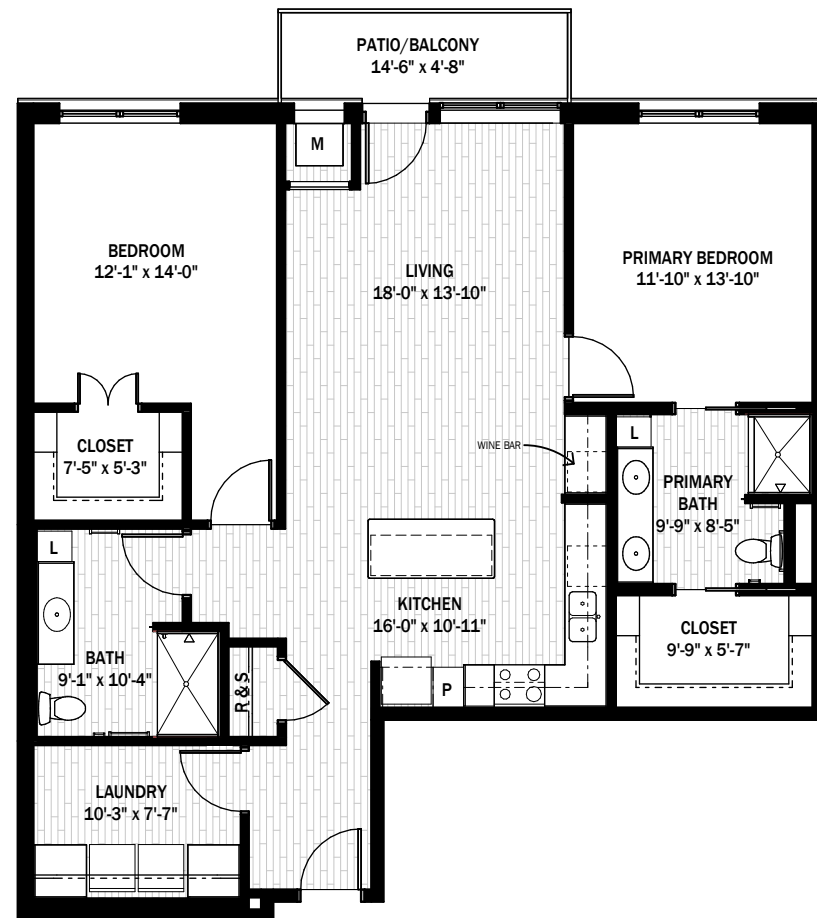 PATIO/BALCONY
14'-6" x 4'-8"
M
BEDROOM
12'-1" x 14'-0"
LIVING
18'-0" x 13'-10"
PRIMARY BEDROOM
11'-10" x 13'-10"
CLOSET
7'-5" x 5'-3"
WINE BAR
L
PRIMARY
BATH
9'-9" x 8'-5"
L
KITCHEN
16'-0" x 10'-11"
CLOSET
9'-9" x 5'-7"
BATH
9'-1" x 10'-4"
R & S
P
LAUNDRY
10'-3" x 7'-7"